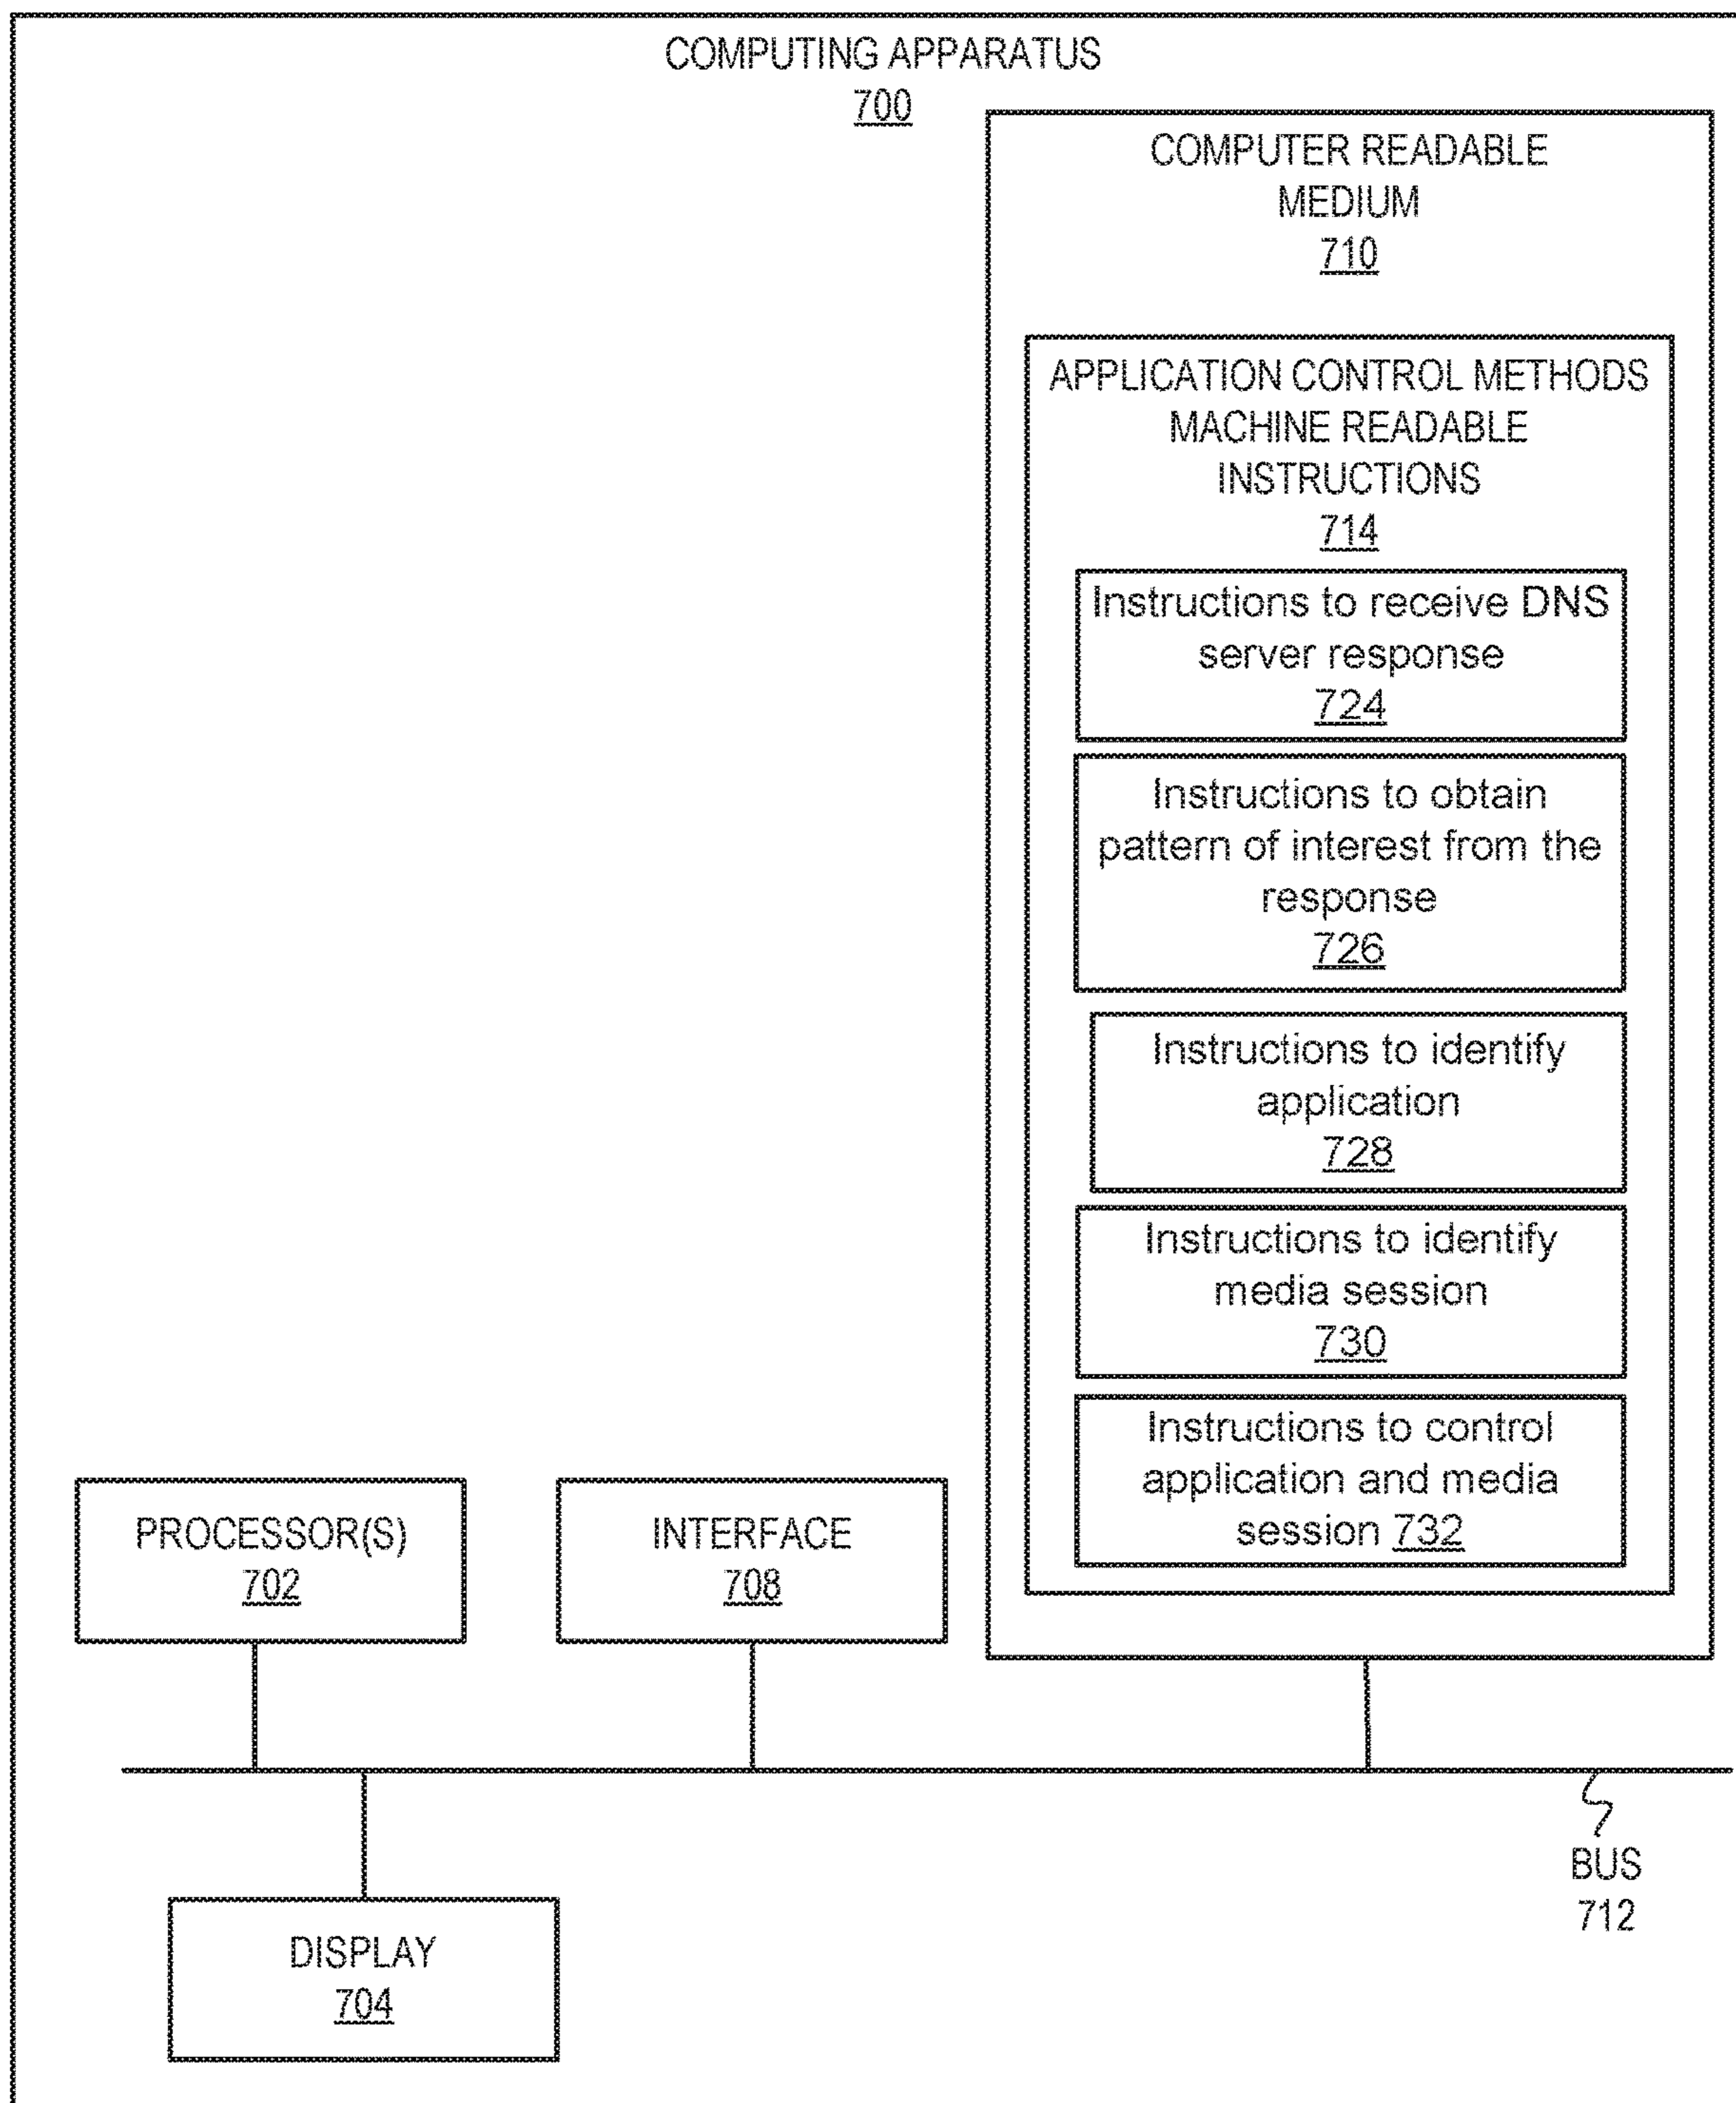 COMPUTING APPARATUS
700
COMPUTER READABLE
MEDIUM
710
APPLICATION CONTROL METHODS
MACHINE READABLE
INSTRUCTIONS
714
Instructions to receive DNS
server response
724
Instructions to obtain
pattern of interest from the
response
726
Instructions to identify
application
728
Instructions to identify
media session
730
Instructions to control
application and media
session 732
PROCESSOR(S)
702
INTERFACE
708
BUS
712
DISPLAY
704